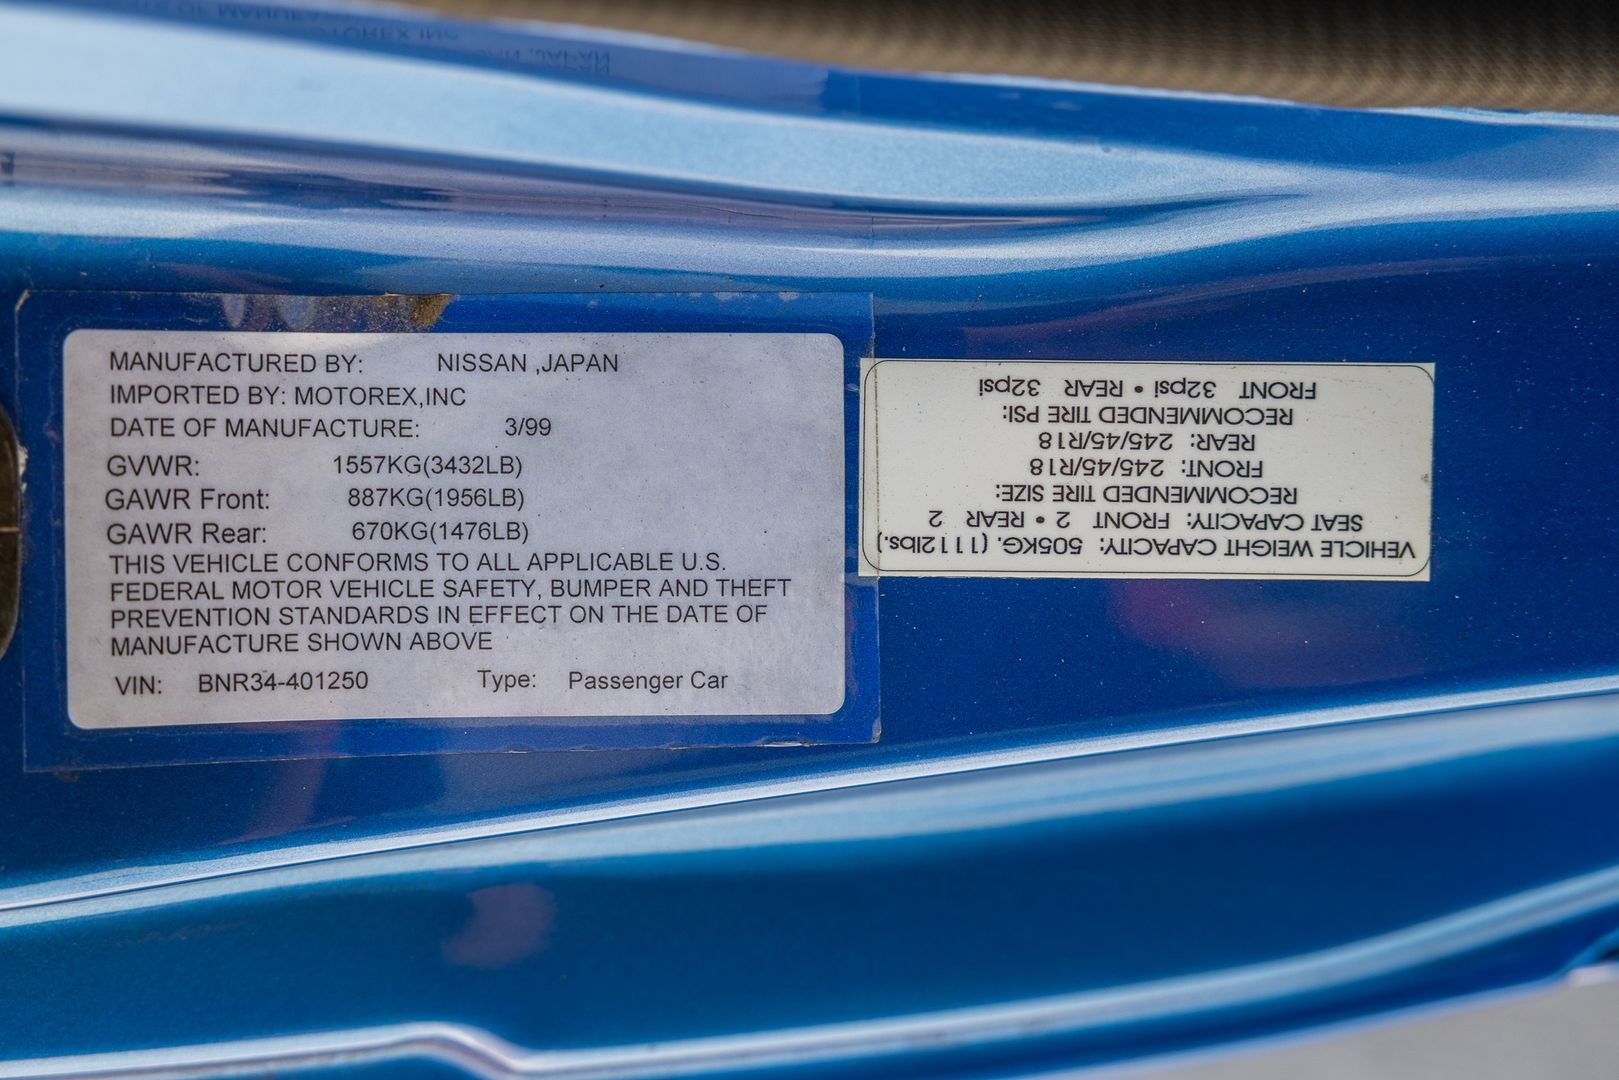 MANUFACTURED BY: NISSAN ,JAPAN
IMPORTED BY: MOTOREX,INC
DATE OF MANUFACTURE: 3/99
GVWR: 1557KG(3432LB)
GAWR Front: 887KG(1956LB)
GAWR Rear: 670KG(1476LB)
THIS VEHICLE CONFORMS TO ALL APPLICABLE U.S.
FEDERAL MOTOR VEHICLE SAFETY, BUMPER AND THEFT
PREVENTION STANDARDS IN EFFECT ON THE DATE OF
MANUFACTURE SHOWN ABOVE
VIN: BNR34-401250 Type: Passenger Car
VEHICLE WEIGHT CAPACITY: 505KG. (1112lbs.)
SEAT CAPACITY: FRONT 2 • REAR 2
RECOMMENDED TIRE SIZE:
FRONT: 245/45/R18
REAR: 245/45/R18
RECOMMENDED TIRE PSI:
FRONT 32psi • REAR 32psi